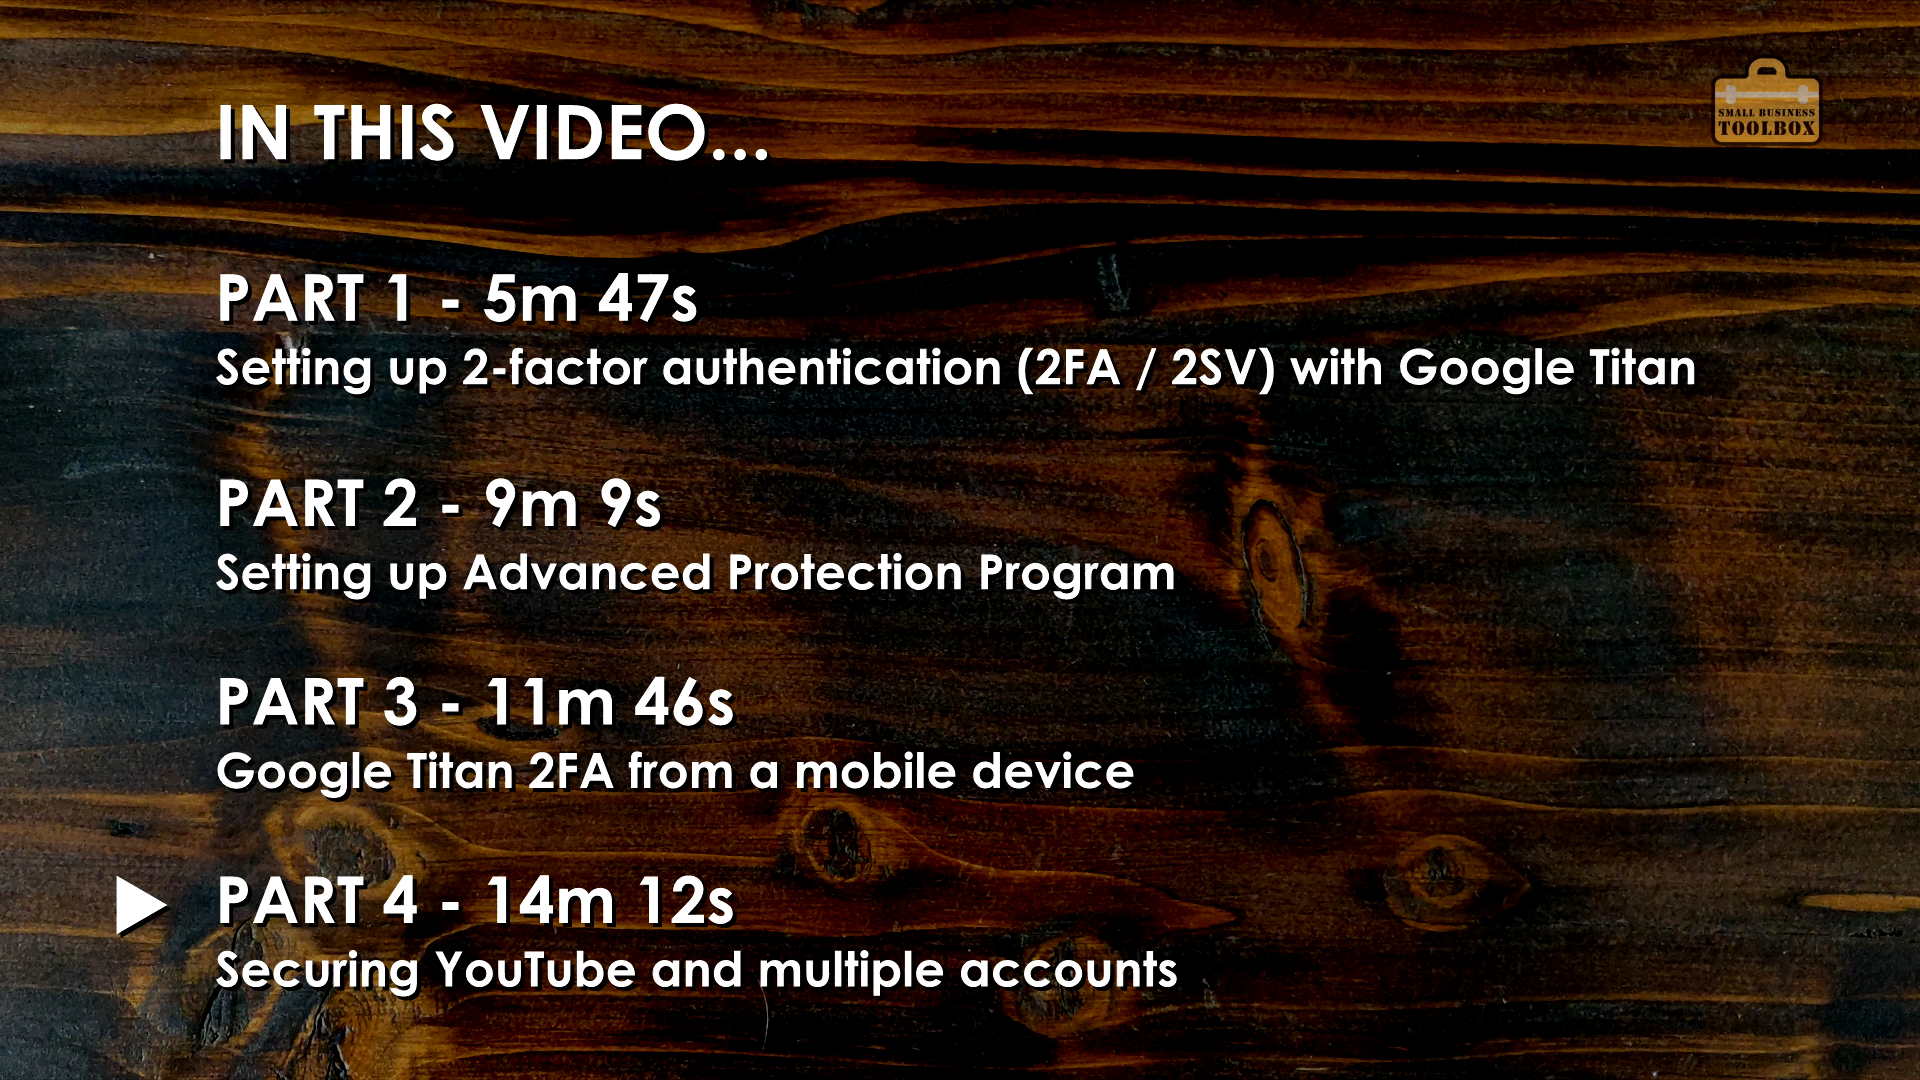 IN THIS VIDEO...
SMALL BUSINESS
TOOLBOX
PART 1 - 5m 47s
Setting up 2-factor authentication (2FA / 2SV) with Google Titan
PART 2 - 9m 9s
Setting up Advanced Protection Program
PART 3 - 11m 46s
Google Titan 2FA from a mobile device
PART 4 - 14m 12s
Securing YouTube and multiple accounts